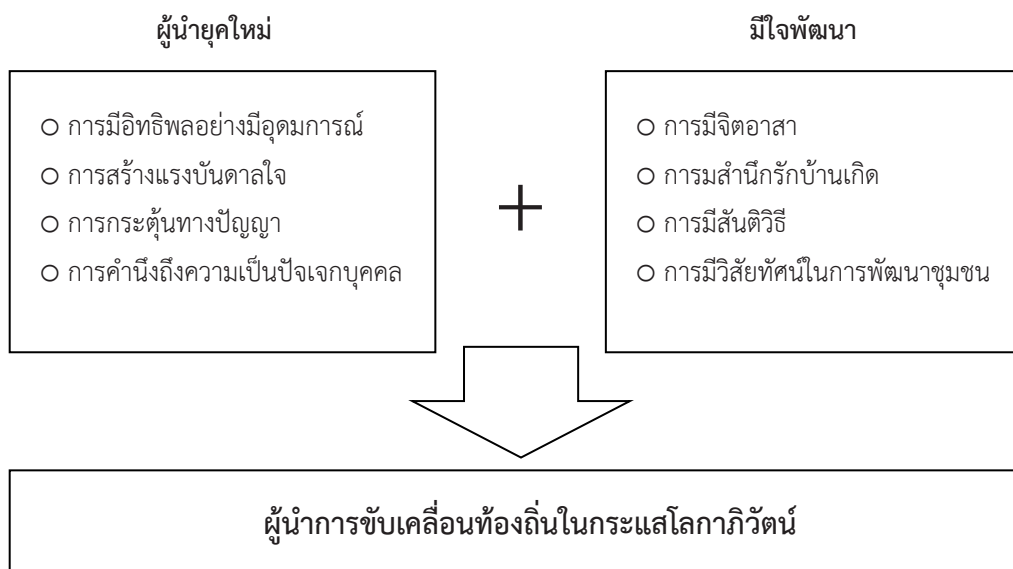 ผู้นำยุคใหม่
○ การมีอิทธิพลอย่างมีอุดมการณ์
○ การสร้างแรงบันดาลใจ
○ การกระตุ้นทางปัญญา
○ การคำนึงถึงความเป็นปัจเจกบุคคล
+
มีใจพัฒนา
○ การมีจิตอาสา
○ การมสำนึกรักบ้านเกิด
○ การมีสันติวิธี
○ การมีวิสัยทัศน์ในการพัฒนาชุมชน
ผู้นำการขับเคลื่อนท้องถิ่นในกระแสโลกาภิวัตน์